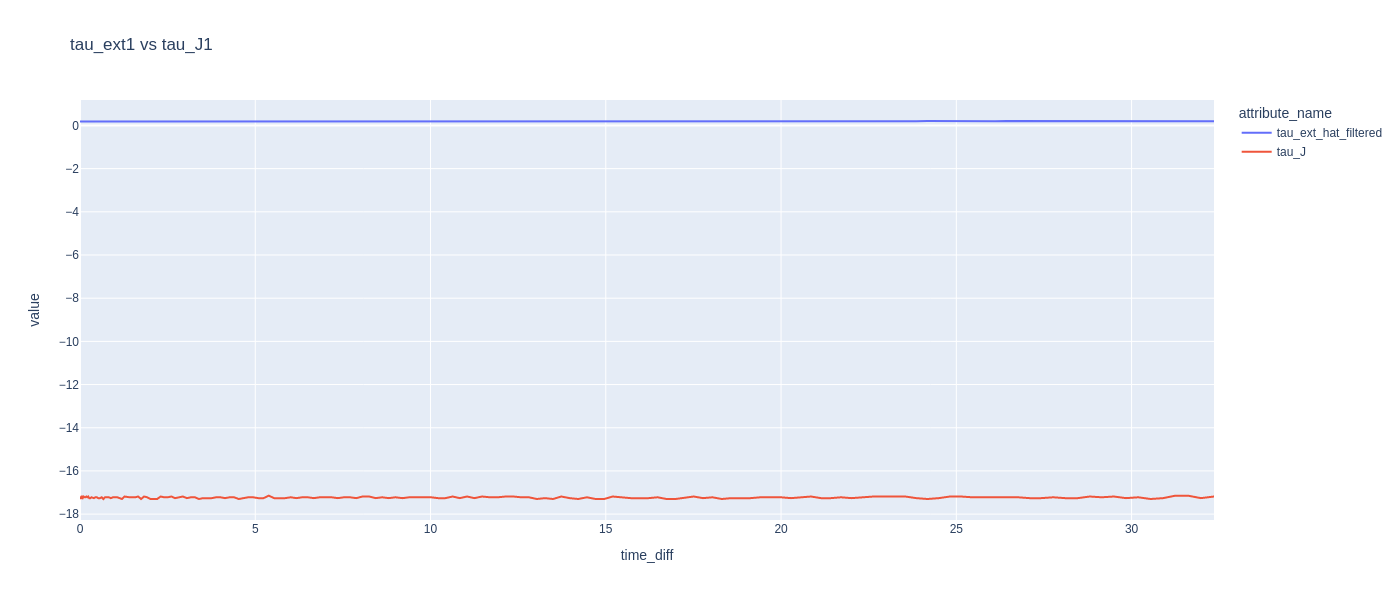 tau_ext1 vs tau_J1
attribute_name
tau_ext_hat_filtered
tau_J
value
0
−2
−4
−6
−8
−10
−12
−14
−16
−18
0 5 10 15 20 25 30
time_diff